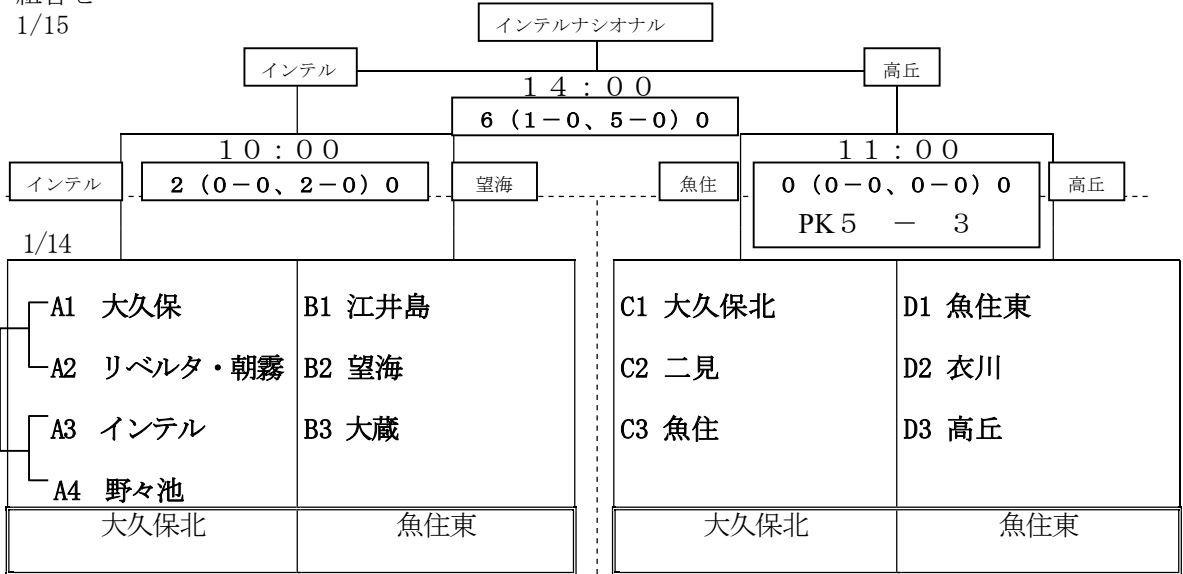 1/15
インテルナシオナル
インテル
高丘
１４：００
６（１－０、５－０）０
１０：００
１１：００
インテル
２（０－０、２－０）０
望海
魚住
０（０－０、０－０）０
高丘
PK５　－　３
1/14
A1 大久保
B1 江井島
C1 大久保北
D1 魚住東
A2 リベルタ・朝霧
B2 望海
C2 二見
D2 衣川
A3 インテル
B3 大蔵
C3 魚住
D3 高丘
A4 野々池
大久保北
魚住東
大久保北
魚住東